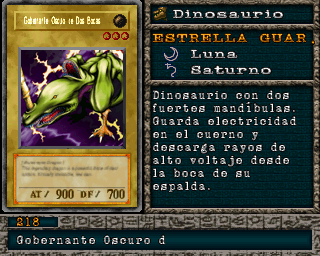 Gobernante Oscuro de Dos Bocas
AT/ 900 DF/ 700
Dinosaurio
ESTRELLA GUAR.
Luna
Saturno
Dinosaurio con dos
fuertes mandíbulas.
Guarda electricidad
en el cuerno y
descarga rayos de
alto voltaje desde
la boca de su
espalda.
218
Gobernante Oscuro d